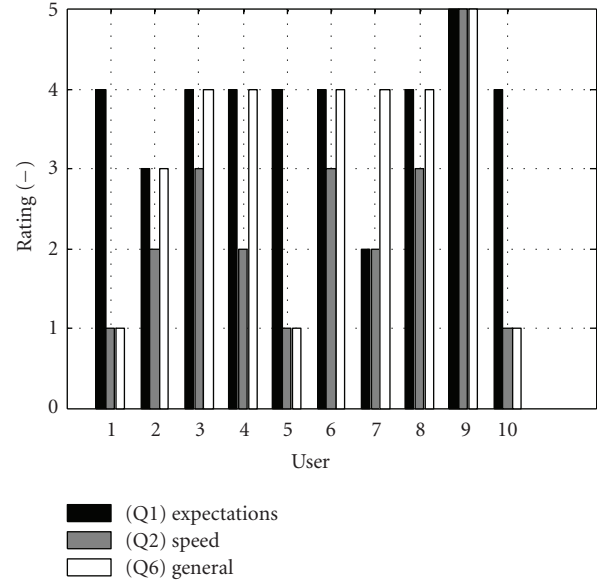 5
4
3
2
1
0
Rating (−)
1 2 3 4 5 6 7 8 9 10
User
(Q1) expectations
(Q2) speed
(Q6) general